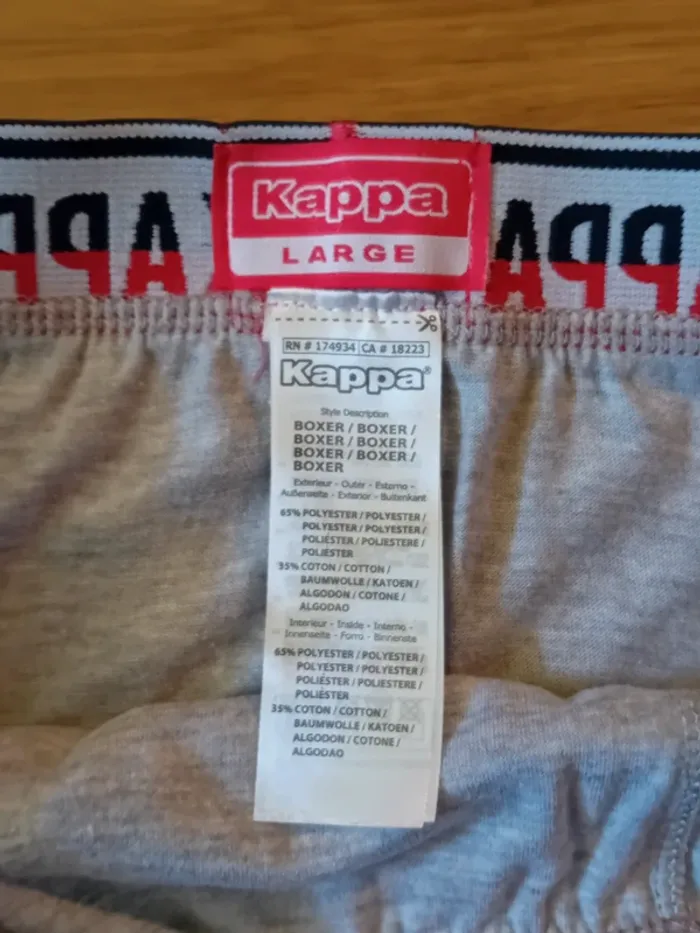 APPA
Kappa
LARGE
APPA
RN # 174934 CA # 18223
Kappa®
Style Description
BOXER / BOXER /
BOXER / BOXER /
BOXER / BOXER /
BOXER
Exterieur - Outer - Esterno -
Außenseite - Exterior - Buitenkant
65% POLYESTER / POLYESTER /
POLYESTER / POLYESTER /
POLIÉSTER / POLIESTERE /
POLIÉSTER
35% COTON / COTTON /
BAUMWOLLE / KATOEN /
ALGODON / COTONE /
ALGODAO
Interieur - Inside - Interno -
Innenseite - Forro - Binnenste
65% POLYESTER / POLYESTER /
POLYESTER / POLYESTER /
POLIÉSTER / POLIESTERE /
POLIÉSTER
35% COTON / COTTON /
BAUMWOLLE / KATOEN /
ALGODON / COTONE /
ALGODAO